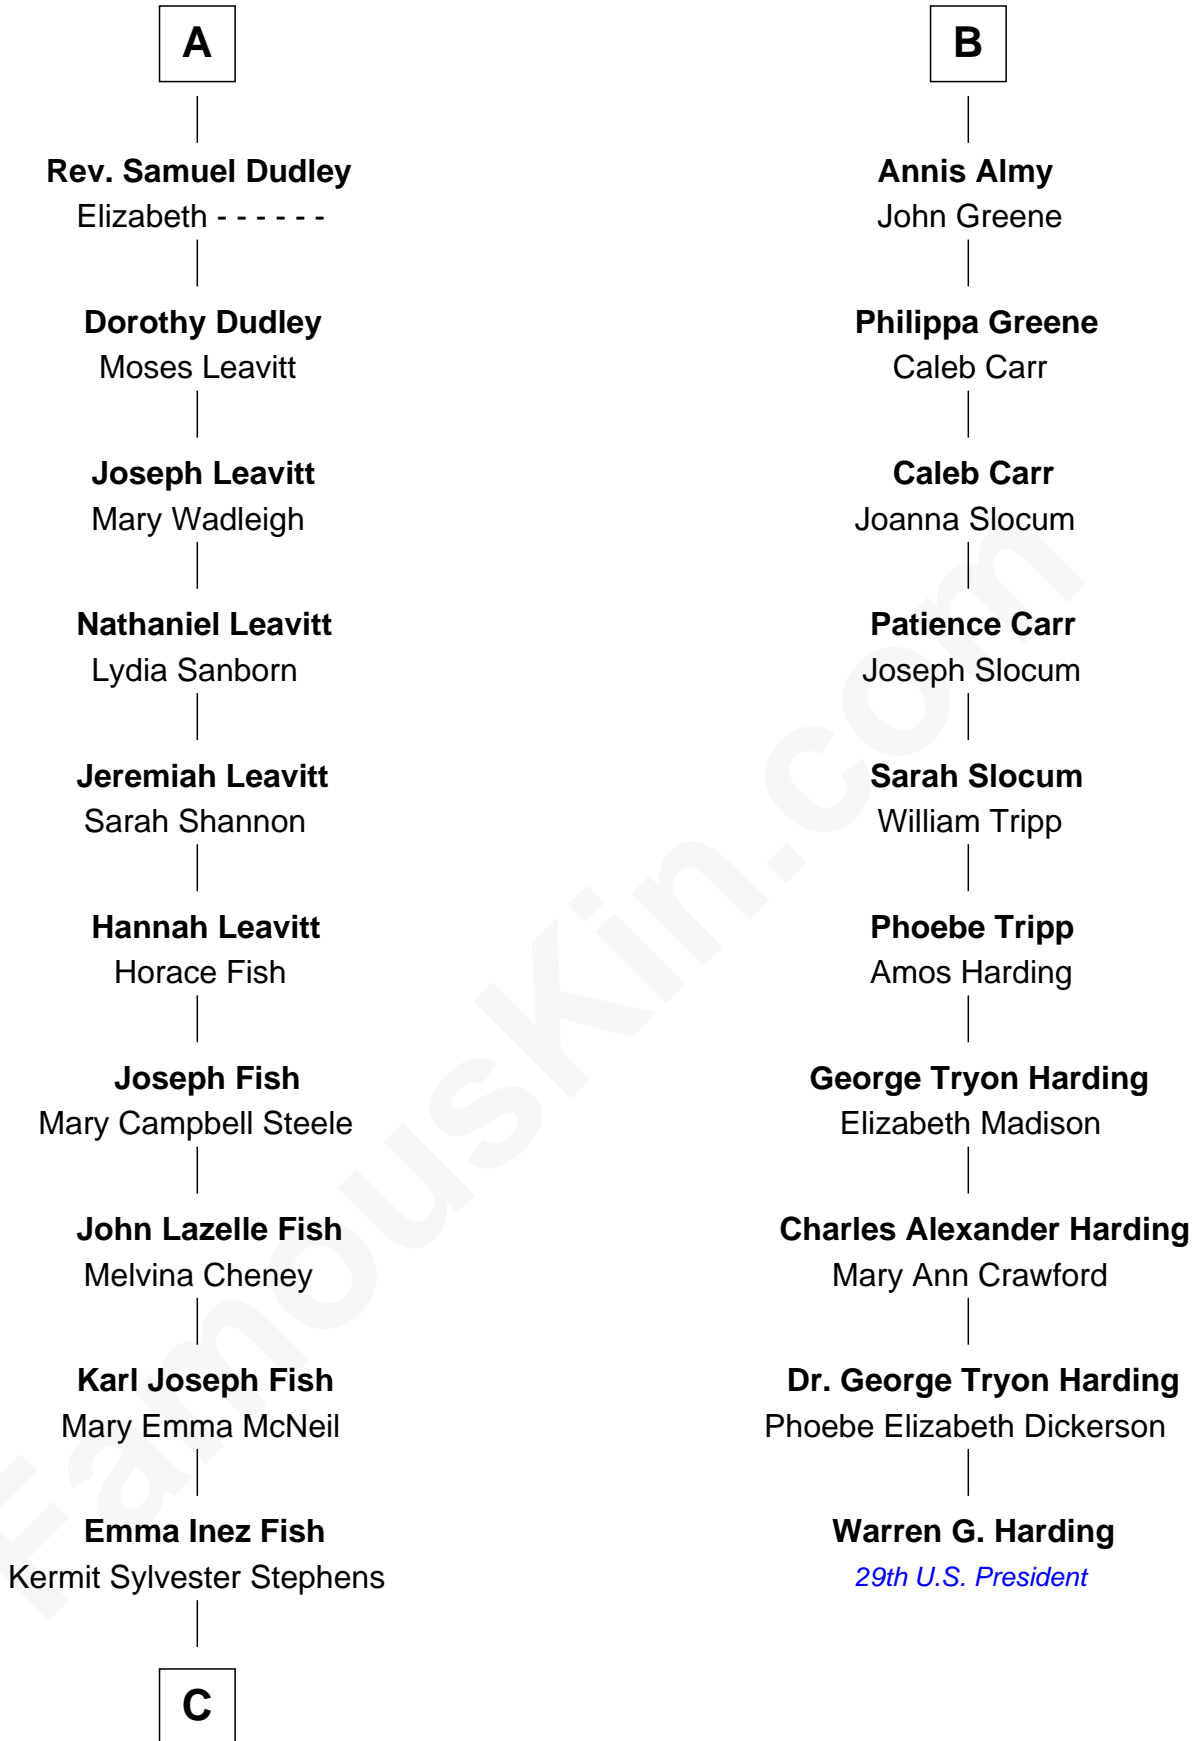 A
Rev. Samuel Dudley
Elizabeth - - - - - -
Dorothy Dudley
Moses Leavitt
Joseph Leavitt
Mary Wadleigh
Nathaniel Leavitt
Lydia Sanborn
Jeremiah Leavitt
Sarah Shannon
Hannah Leavitt
Horace Fish
Joseph Fish
Mary Campbell Steele
John Lazelle Fish
Melvina Cheney
Karl Joseph Fish
Mary Emma McNeil
Emma Inez Fish
Kermit Sylvester Stephens
C
B
Annis Almy
John Greene
Philippa Greene
Caleb Carr
Caleb Carr
Joanna Slocum
Patience Carr
Joseph Slocum
Sarah Slocum
William Tripp
Phoebe Tripp
Amos Harding
George Tryon Harding
Elizabeth Madison
Charles Alexander Harding
Mary Ann Crawford
Dr. George Tryon Harding
Phoebe Elizabeth Dickerson
Warren G. Harding
29th U.S. President
FamousKin.com